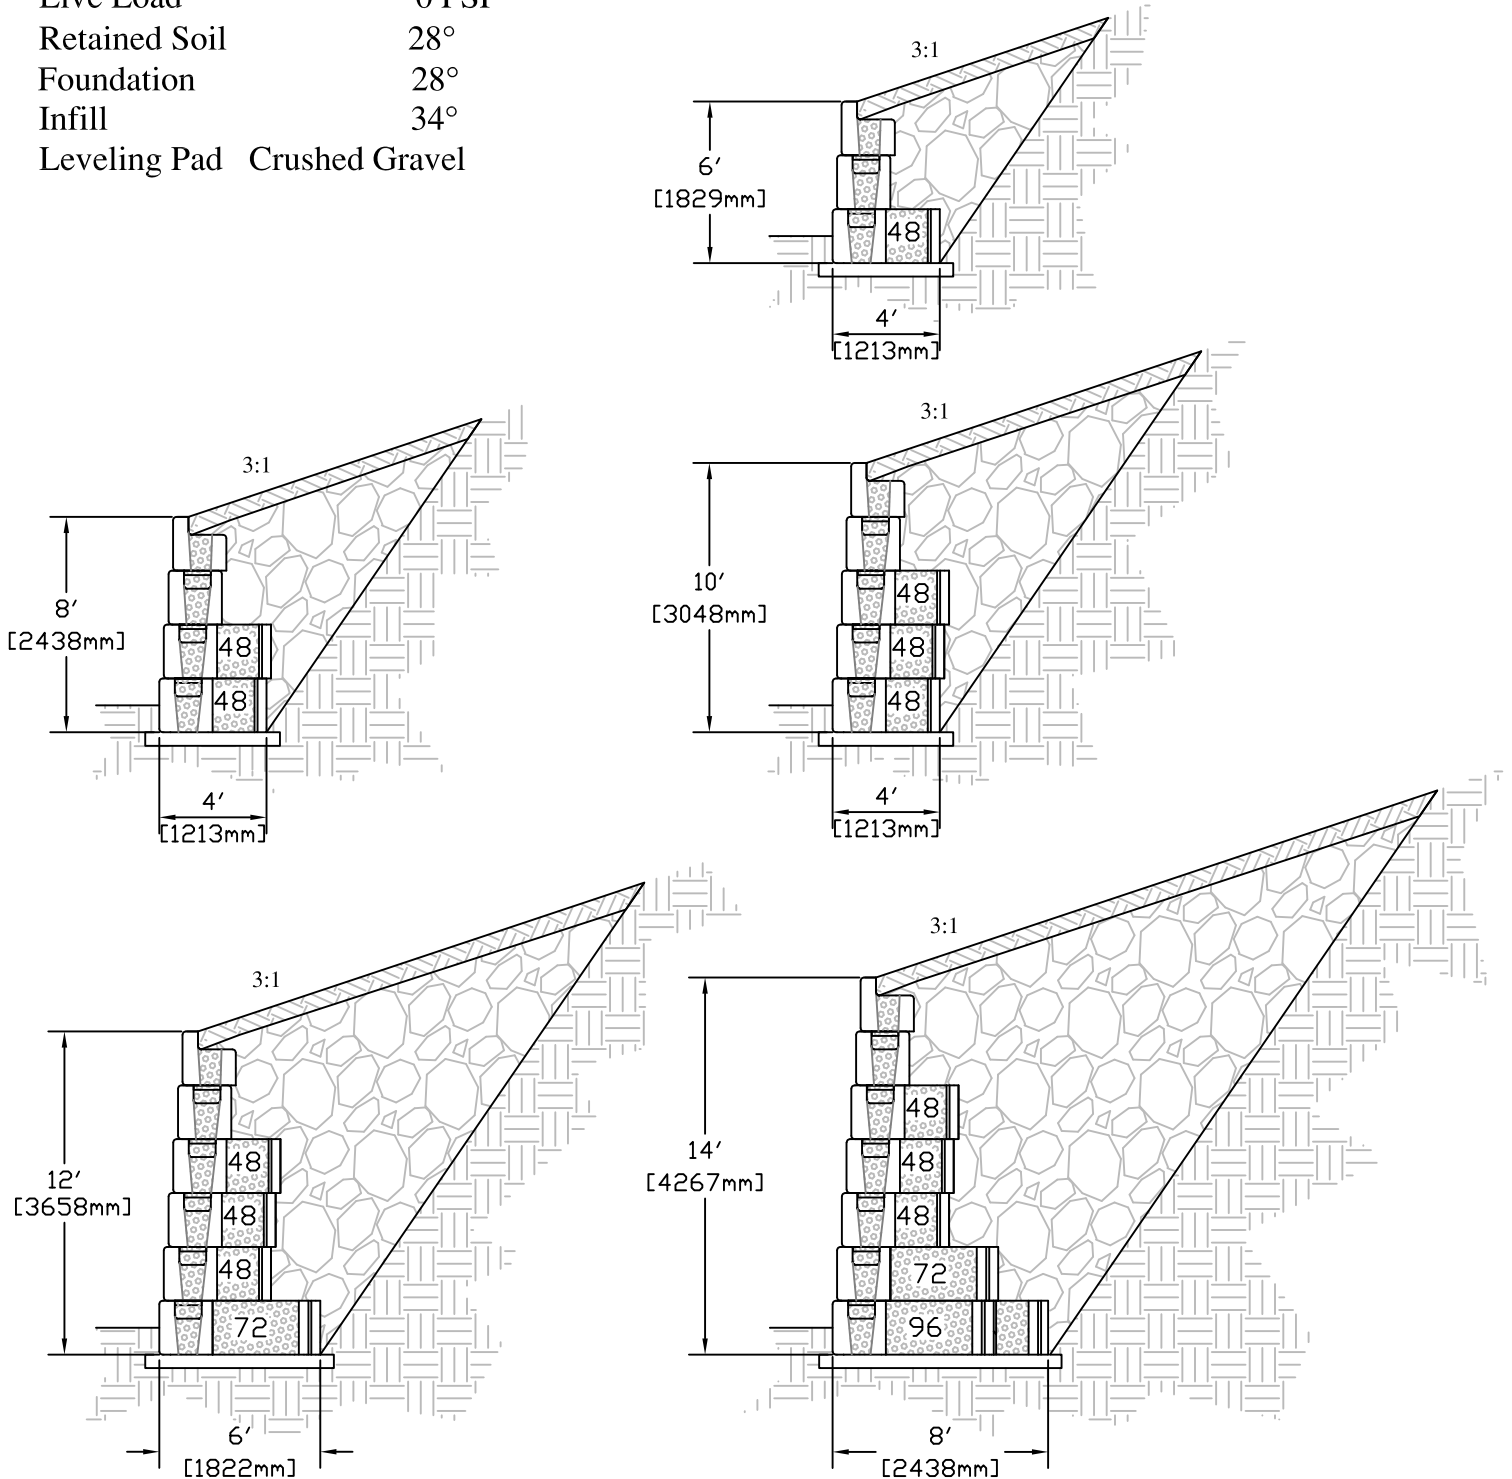 Live Load 0 PSF
Retained Soil 28°
Foundation 28°
Infill 34°
Leveling Pad Crushed Gravel
3:1
6′
[1829mm]
48
4′
[1213mm]
3:1
8′
[2438mm]
48
48
4′
[1213mm]
3:1
10′
[3048mm]
48
48
48
4′
[1213mm]
3:1
12′
[3658mm]
48
48
48
72
6′
[1822mm]
3:1
14′
[4267mm]
48
48
48
72
96
8′
[2438mm]